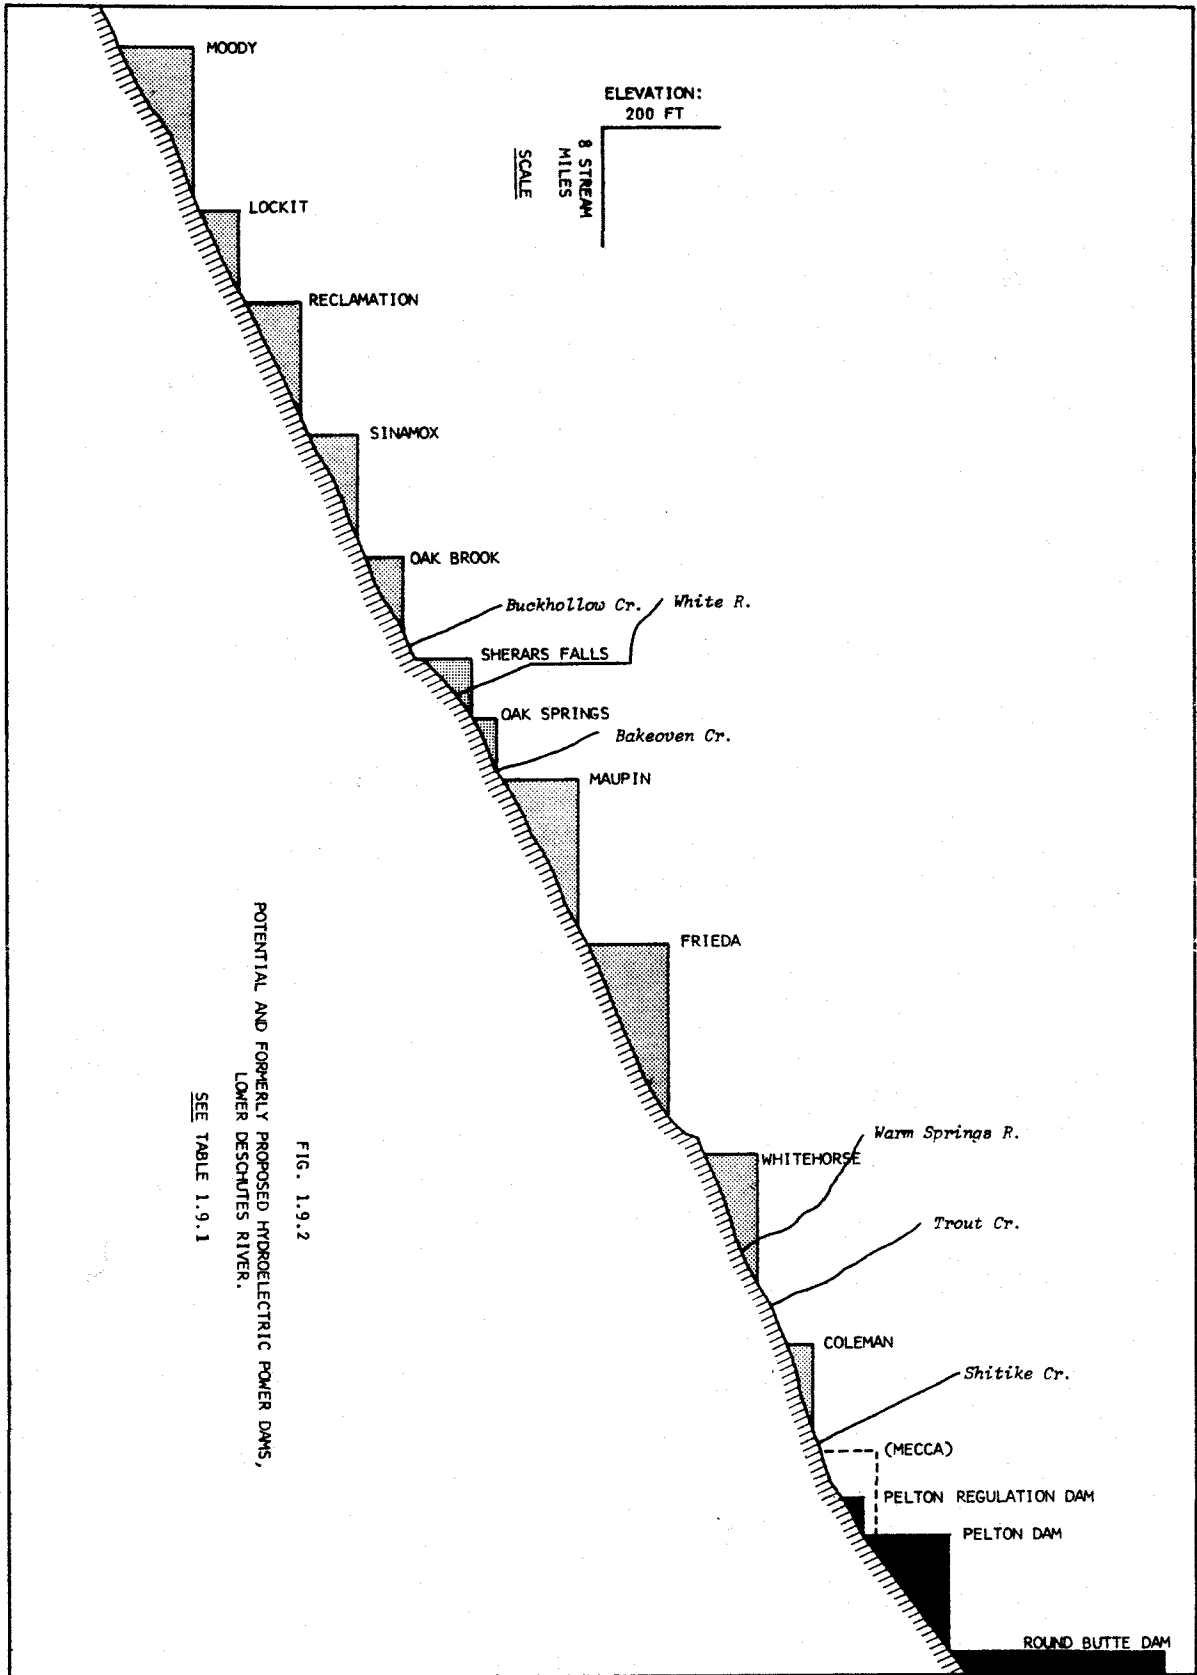 MOODY
ELEVATION:
200 FT
8 STREAM
MILES
SCALE
LOCKIT
RECLAMATION
SINAMOX
OAK BROOK
Buckhollow Cr.
White R.
SHERARS FALLS
OAK SPRINGS
Bakeoven Cr.
MAUPIN
FRIEDA
Warm Springs R.
WHITEHORSE
Trout Cr.
COLEMAN
Shitike Cr.
(MECCA)
PELTON REGULATION DAM
PELTON DAM
ROUND BUTTE DAM
FIG. 1.9.2
POTENTIAL AND FORMERLY PROPOSED HYDROELECTRIC POWER DAMS,
LOWER DESCHUTES RIVER.
SEE TABLE 1.9.1